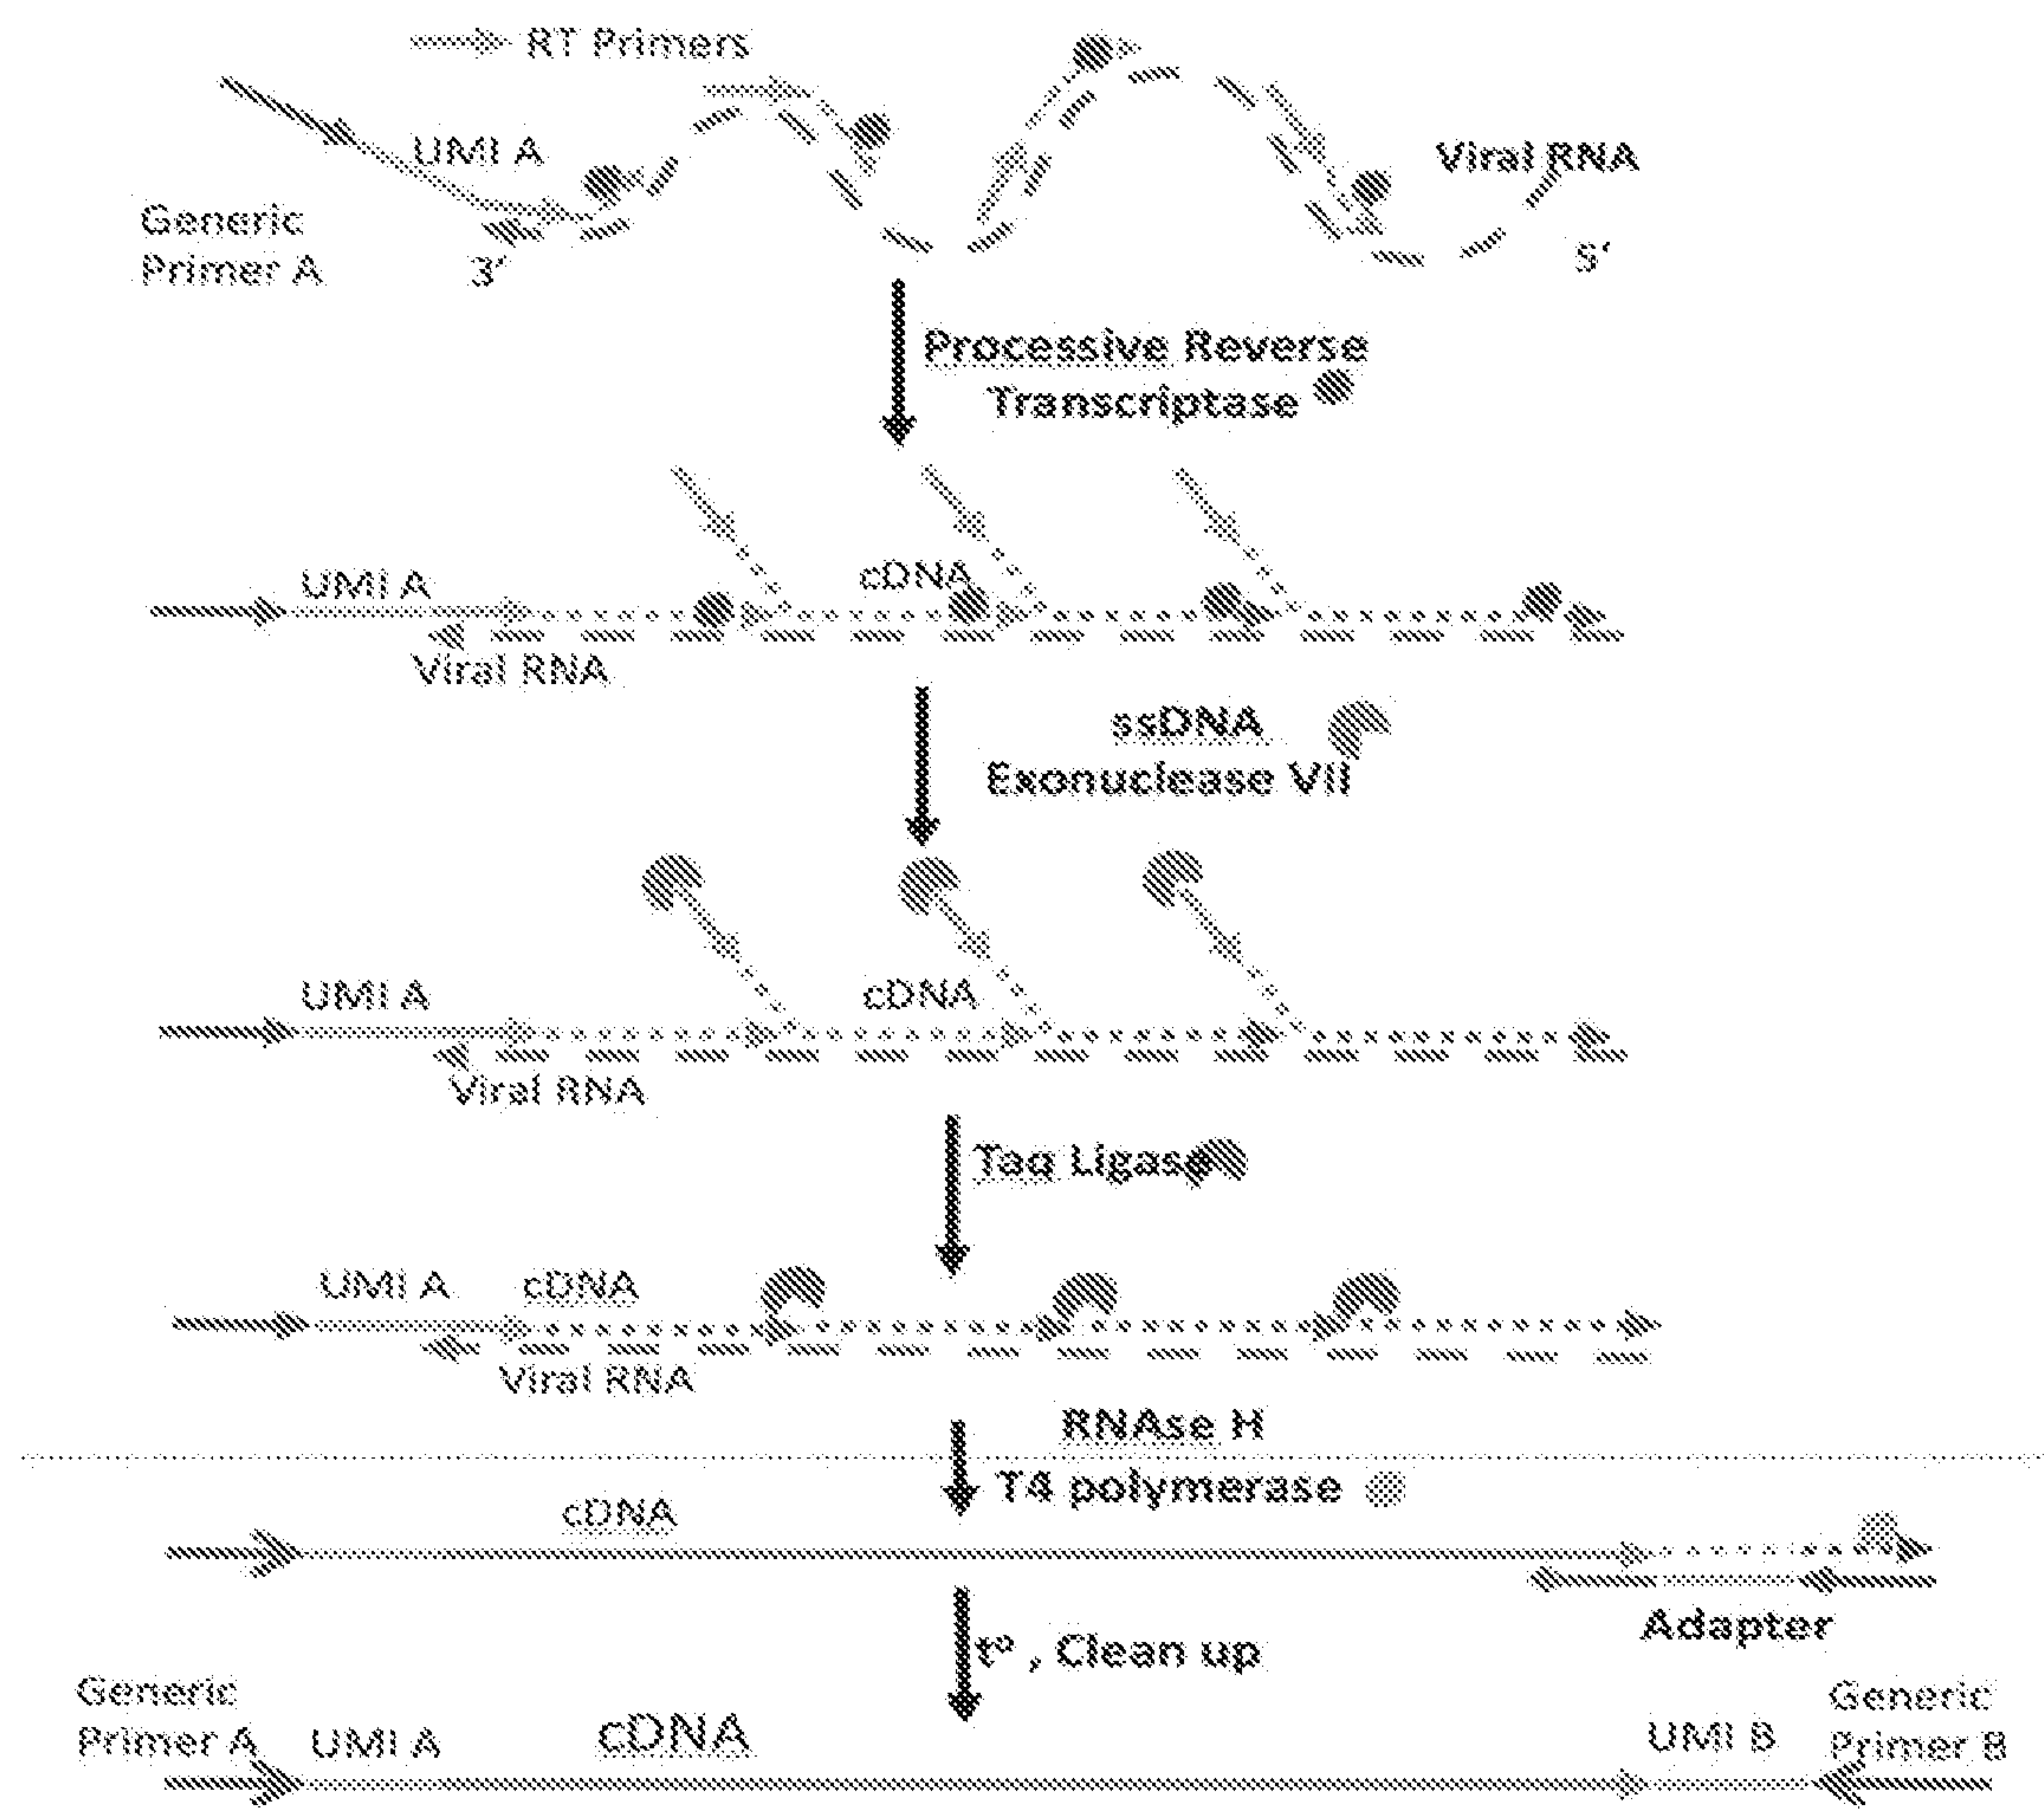 RT Primers
UMI A
Viral RNA
Generic
Primer A
3'
5'
Processive Reverse
Transcriptase
UMI A
cDNA
Viral RNA
ssDNA
Exonuclease VII
UMI A
cDNA
Viral RNA
Taq Ligase
UMI A
cDNA
Viral RNA
RNAse H
T4 polymerase
cDNA
Adapter
tº, Clean up
Generic
Primer A
UMI A
cDNA
UMI B
Generic
Primer B